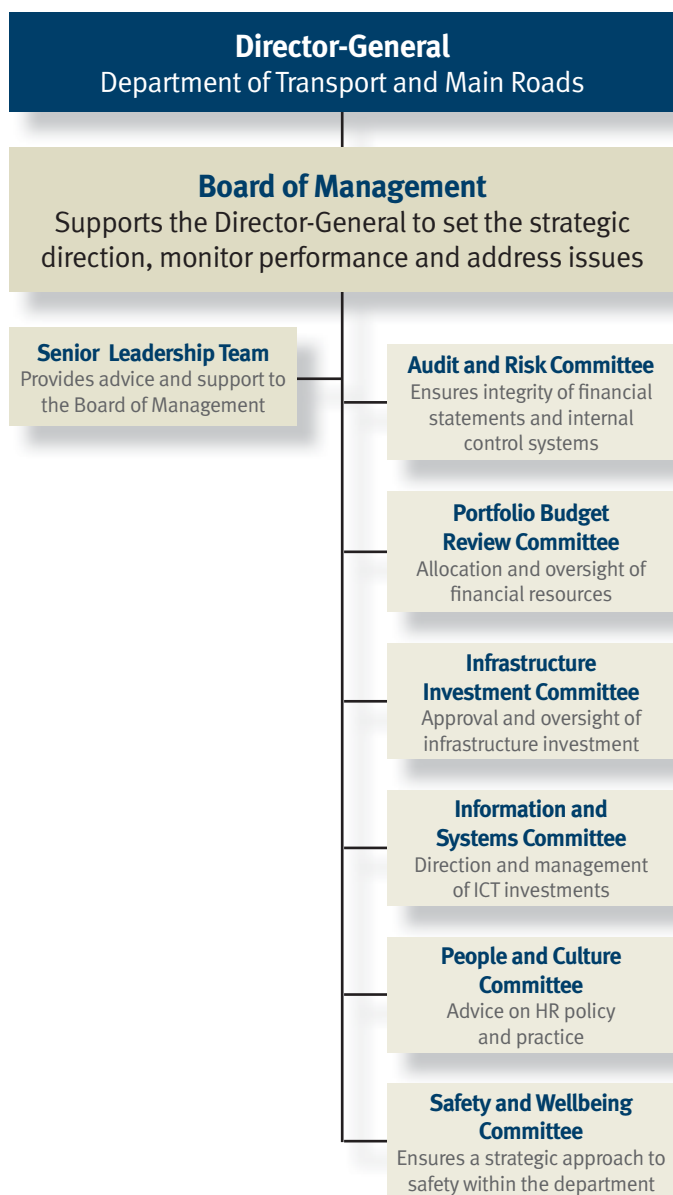 Director-General
Department of Transport and Main Roads
Board of Management
Supports the Director-General to set the strategic
direction, monitor performance and address issues
Senior Leadership Team
Provides advice and support to
the Board of Management
Audit and Risk Committee
Ensures integrity of financial
statements and internal
control systems
Portfolio Budget
Review Committee
Allocation and oversight of
financial resources
Infrastructure
Investment Committee
Approval and oversight of
infrastructure investment
Information and
Systems Committee
Direction and management
of ICT investments
People and Culture
Committee
Advice on HR policy
and practice
Safety and Wellbeing
Committee
Ensures a strategic approach to
safety within the department